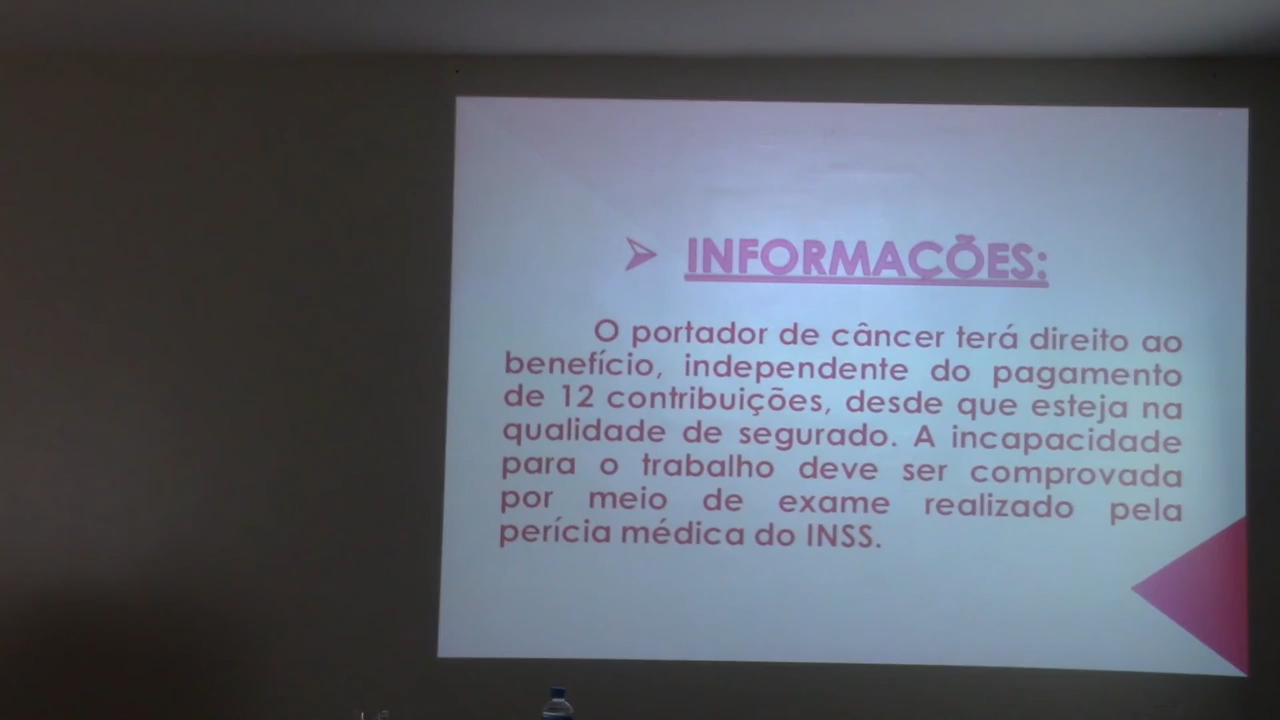 INFORMAÇÕES:
O portador de câncer terá direito ao
benefício, independente do pagamento
de 12 contribuições, desde que esteja na
qualidade de segurado. A incapacidade
para o trabalho deve ser comprovada
por meio de exame realizado pela
perícia médica do INSS.